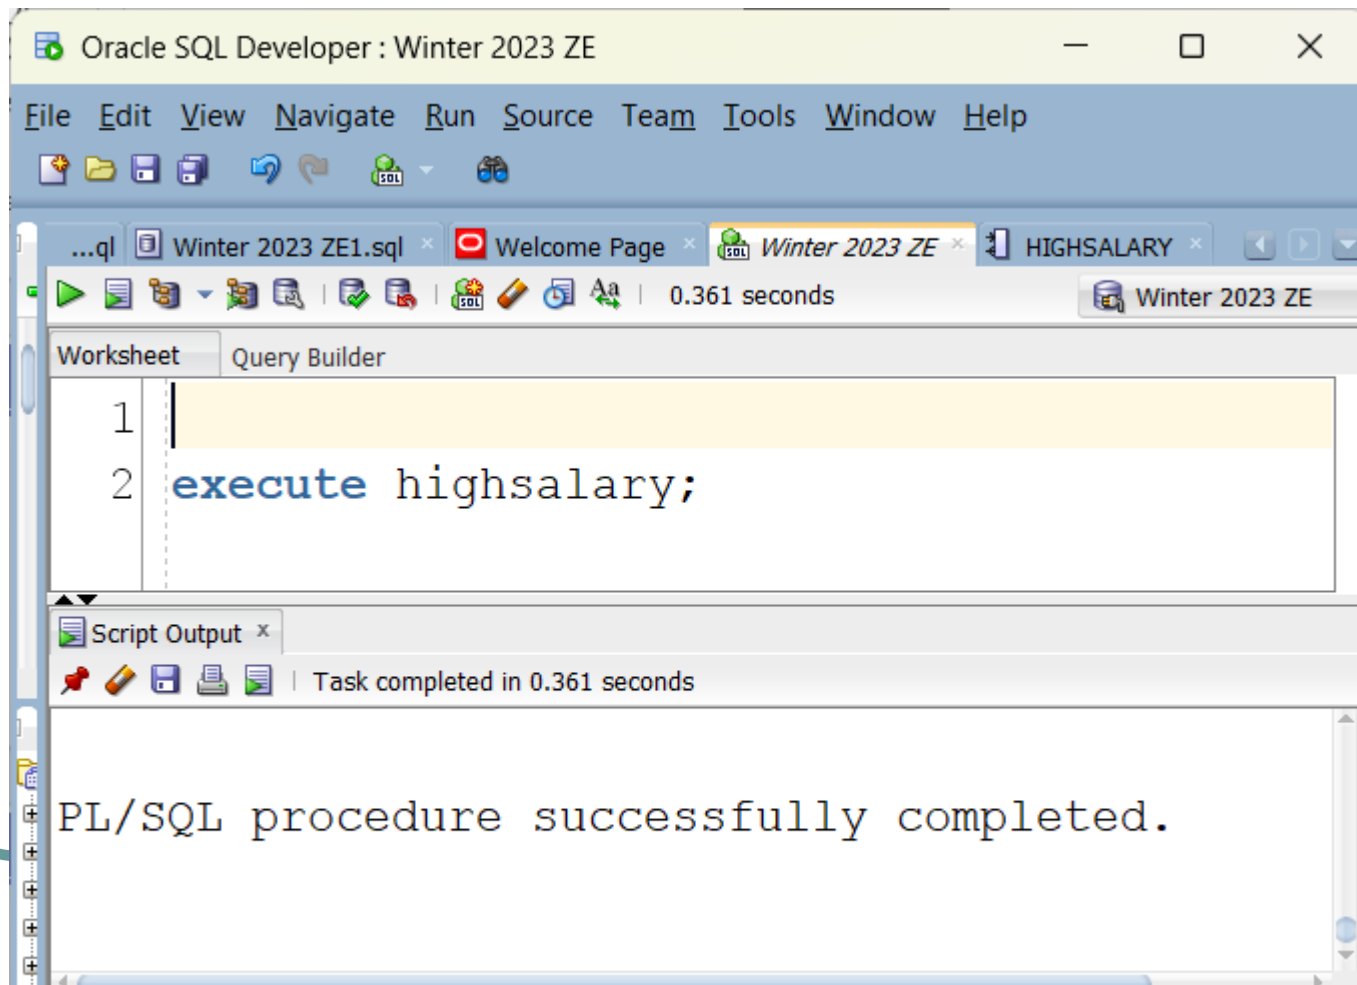 Oracle SQL Developer : Winter 2023 ZE
File Edit View Navigate Run Source Team Tools Window Help
...ql Winter 2023 ZE1.sql Welcome Page Winter 2023 ZE HIGHSALARY
0.361 seconds Winter 2023 ZE
Worksheet Query Builder
1
2 execute highsalary;
Script Output
Task completed in 0.361 seconds
PL/SQL procedure successfully completed.